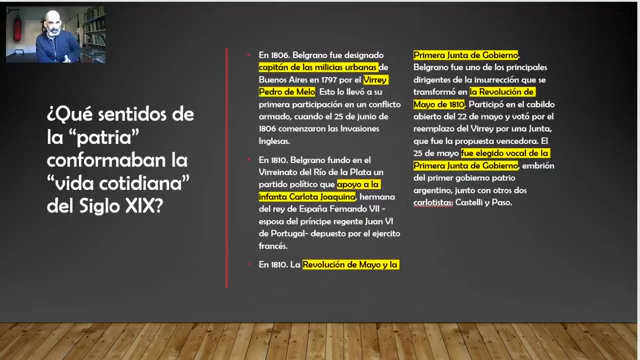 ¿Qué sentidos de
la “patria”
conformaban la
“vida cotidiana”
del Siglo XIX?
En 1806. Belgrano fue designado
capitán de las milicias urbanas de
Buenos Aires en 1797 por el Virrey
Pedro de Melo. Esto lo llevó a su
primera participación en un conflicto
armado, cuando el 25 de junio de
1806 comenzaron las Invasiones
Inglesas.
En 1810. Belgrano fundo en el
Virreinato del Río de la Plata un
partido político que apoyo a la
infanta Carlota Joaquina, hermana
del rey de España Fernando VII -
esposa del príncipe regente Juan VI
de Portugal- depuesto por el ejercito
francés.
En 1810. La Revolución de Mayo y la
Primera Junta de Gobierno.
Belgrano fue uno de los principales
dirigentes de la insurrección que se
transformó en la Revolución de
Mayo de 1810. Participó en el cabildo
abierto del 22 de mayo y votó por el
reemplazo del Virrey por una Junta,
que fue la propuesta vencedora. El
25 de mayo fue elegido vocal de la
Primera Junta de Gobierno, embrión
del primer gobierno patrio
argentino, junto con otros dos
carlotistas: Castelli y Paso.